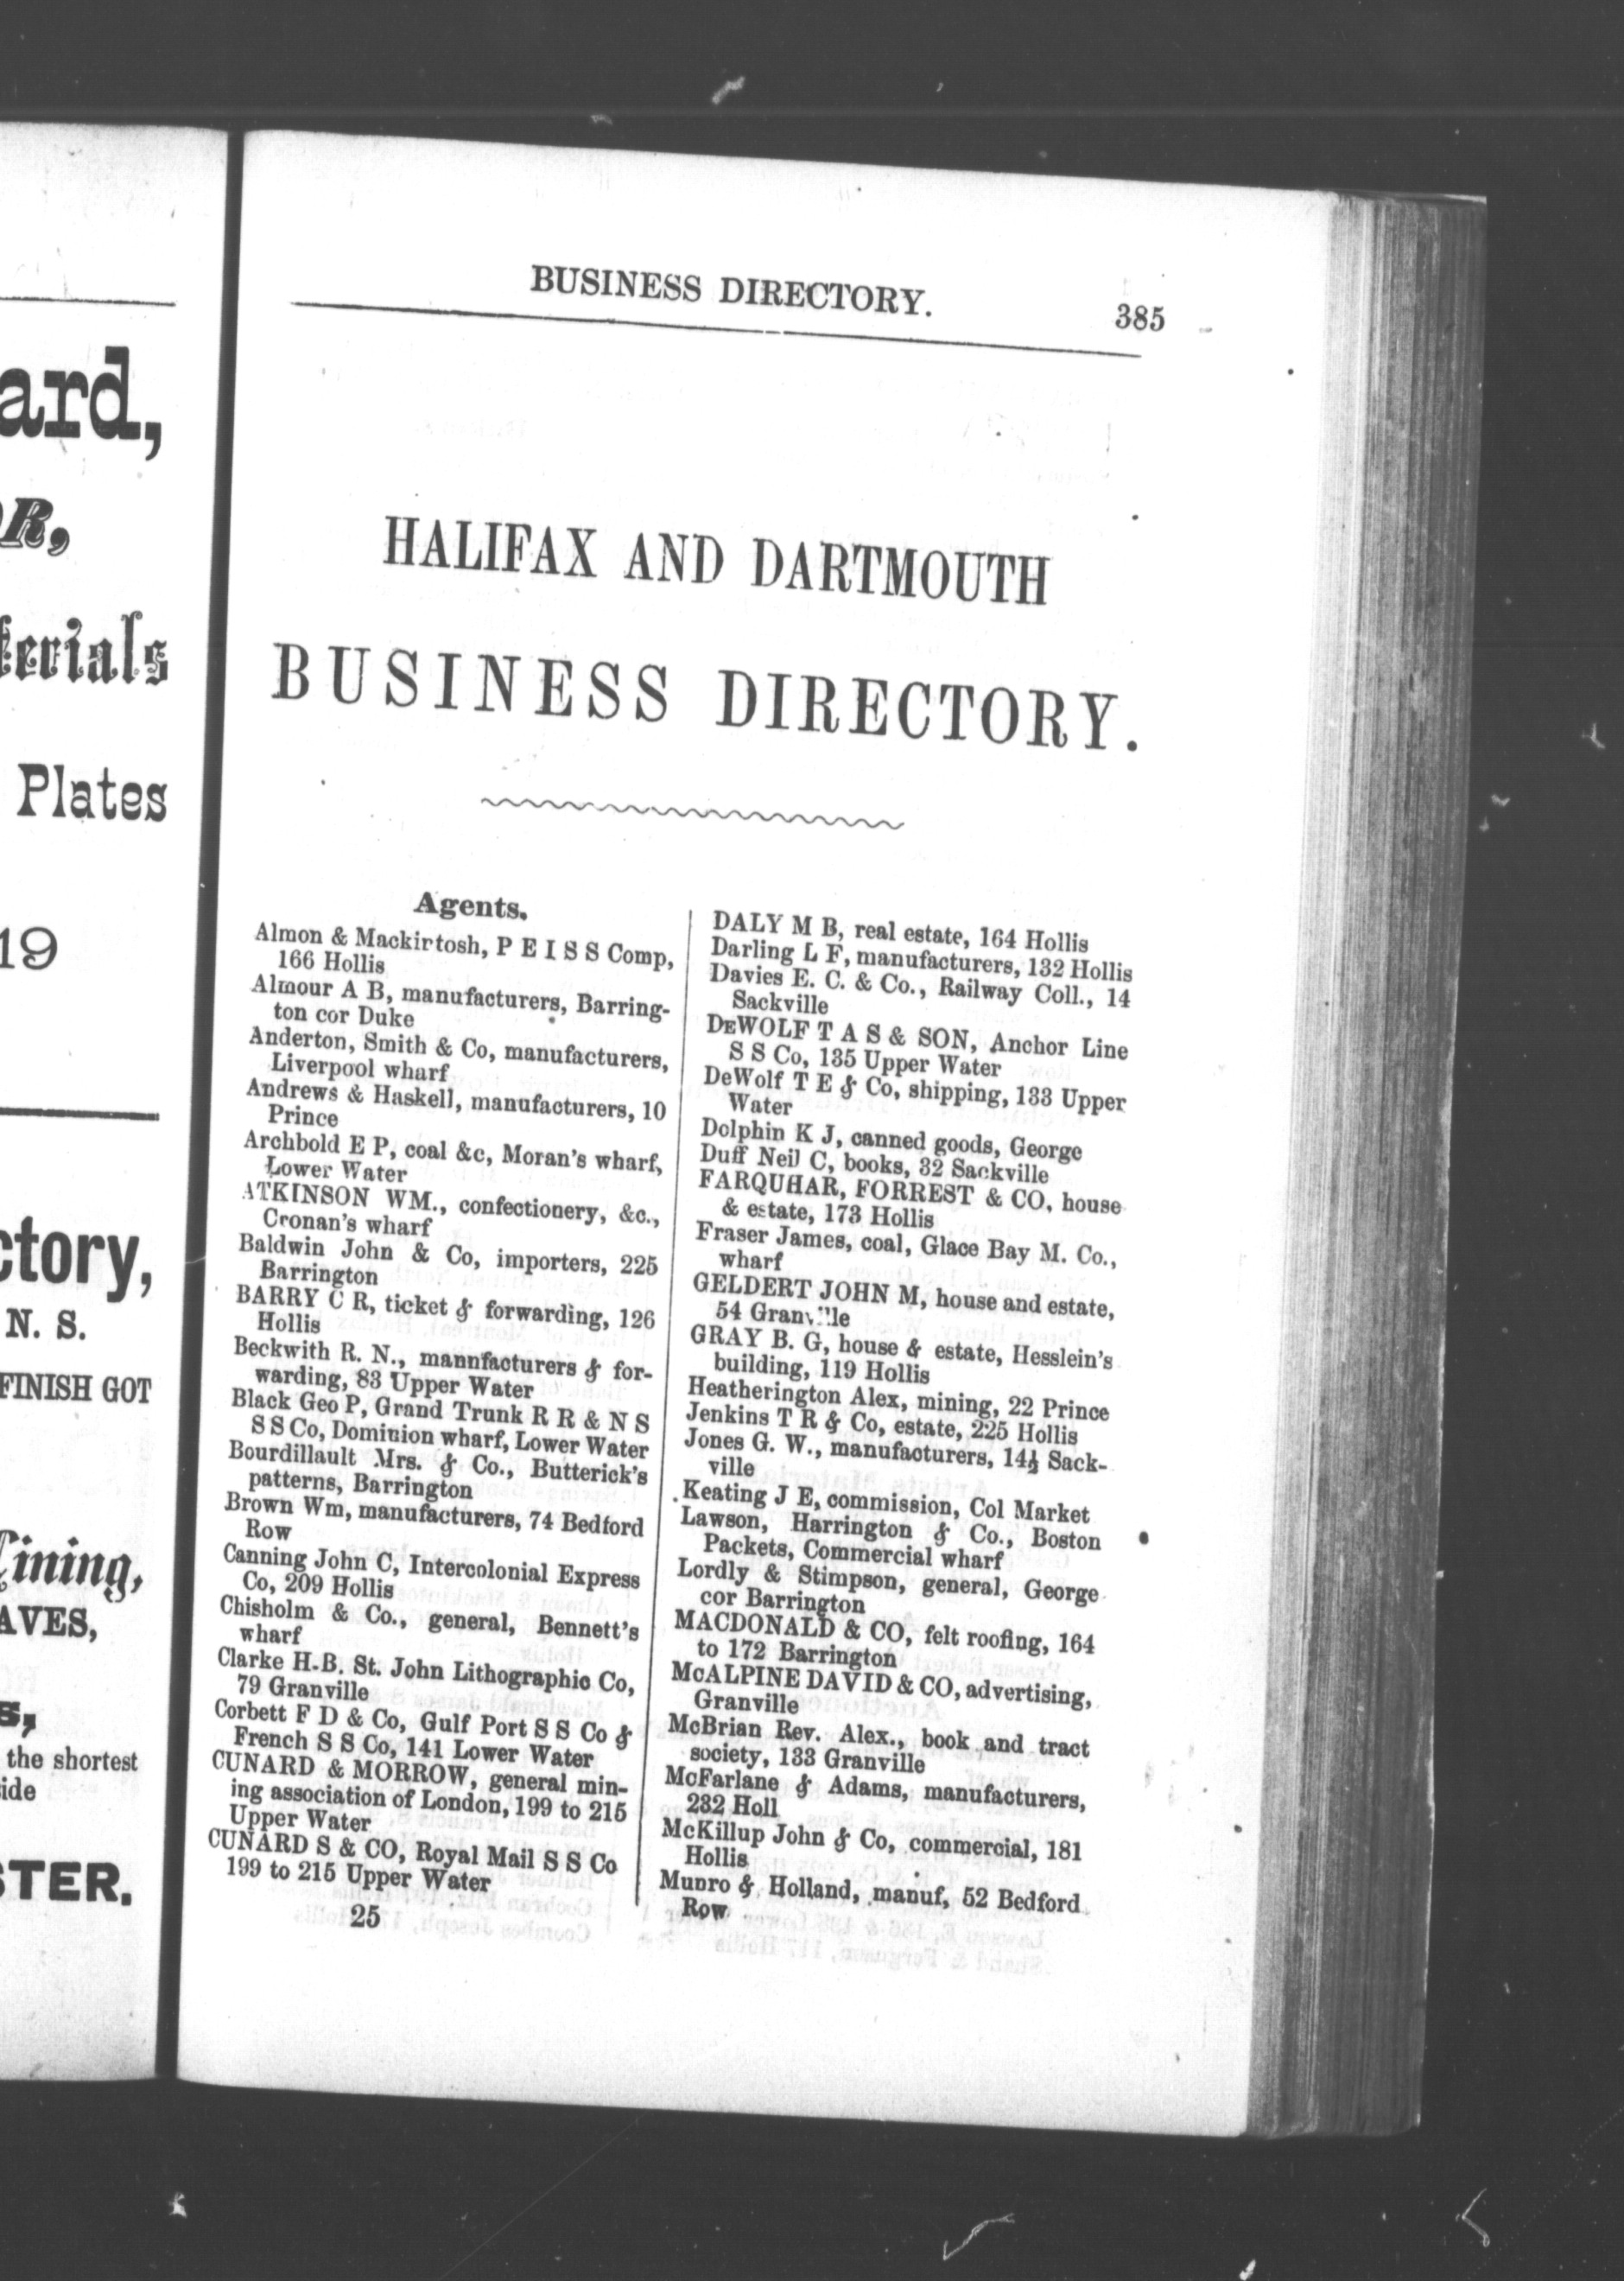 ard,
R,
terials
Plates
19
ctory,
N. S.
FINISH GOT
ining,
AVES,
s,
the shortest
ide
STER.
BUSINESS DIRECTORY.
385
HALIFAX AND DARTMOUTH
BUSINESS DIRECTORY.
Agents.
Almon & Mackintosh, P E I S S Comp,
166 Hollis
Almour A B, manufacturers, Barring-
ton cor Duke
Anderton, Smith & Co, manufacturers,
Liverpool wharf
Andrews & Haskell, manufacturers, 10
Prince
Archbold E P, coal &c, Moran's wharf,
Lower Water
ATKINSON WM., confectionery, &c.,
Cronan's wharf
Baldwin John & Co, importers, 225
Barrington
BARRY C R, ticket & forwarding, 126
Hollis
Beckwith R. N., mannfacturers & for-
warding, 83 Upper Water
Black Geo P, Grand Trunk R R & N S
S S Co, Dominion wharf, Lower Water
Bourdillault Mrs. & Co., Butterick's
patterns, Barrington
Brown Wm, manufacturers, 74 Bedford
Row
Canning John C, Intercolonial Express
Co, 209 Hollis
Chisholm & Co., general, Bennett's
wharf
Clarke H.B. St. John Lithographic Co,
79 Granville
Corbett F D & Co, Gulf Port S S Co &
French S S Co, 141 Lower Water
CUNARD & MORROW, general min-
ing association of London, 199 to 215
Upper Water
CUNARD S & CO, Royal Mail S S Co
199 to 215 Upper Water
25
DALY M B, real estate, 164 Hollis
Darling L F, manufacturers, 132 Hollis
Davies E. C. & Co., Railway Coll., 14
Sackville
DEWOLF T A S & SON, Anchor Line
S S Co, 135 Upper Water
DeWolf T E & Co, shipping, 133 Upper
Water
Dolphin K J, canned goods, George
Duff Neil C, books, 32 Sackville
FARQUHAR, FORREST & CO, house
& estate, 173 Hollis
Fraser James, coal, Glace Bay M. Co.,
wharf
GELDERT JOHN M, house and estate,
54 Granville
GRAY B. G, house & estate, Hesslein's
building, 119 Hollis
Heatherington Alex, mining, 22 Prince
Jenkins T R & Co, estate, 225 Hollis
Jones G. W., manufacturers, 14½ Sack-
ville
Keating J E, commission, Col Market
Lawson, Harrington & Co., Boston
Packets, Commercial wharf
Lordly & Stimpson, general, George
cor Barrington
MACDONALD & CO, felt roofing, 164
to 172 Barrington
McALPINE DAVID & CO, advertising,
Granville
McBrian Rev. Alex., book and tract
society, 133 Granville
McFarlane & Adams, manufacturers,
232 Holl
McKillup John & Co, commercial, 181
Hollis
Munro & Holland, manuf, 52 Bedford
Row